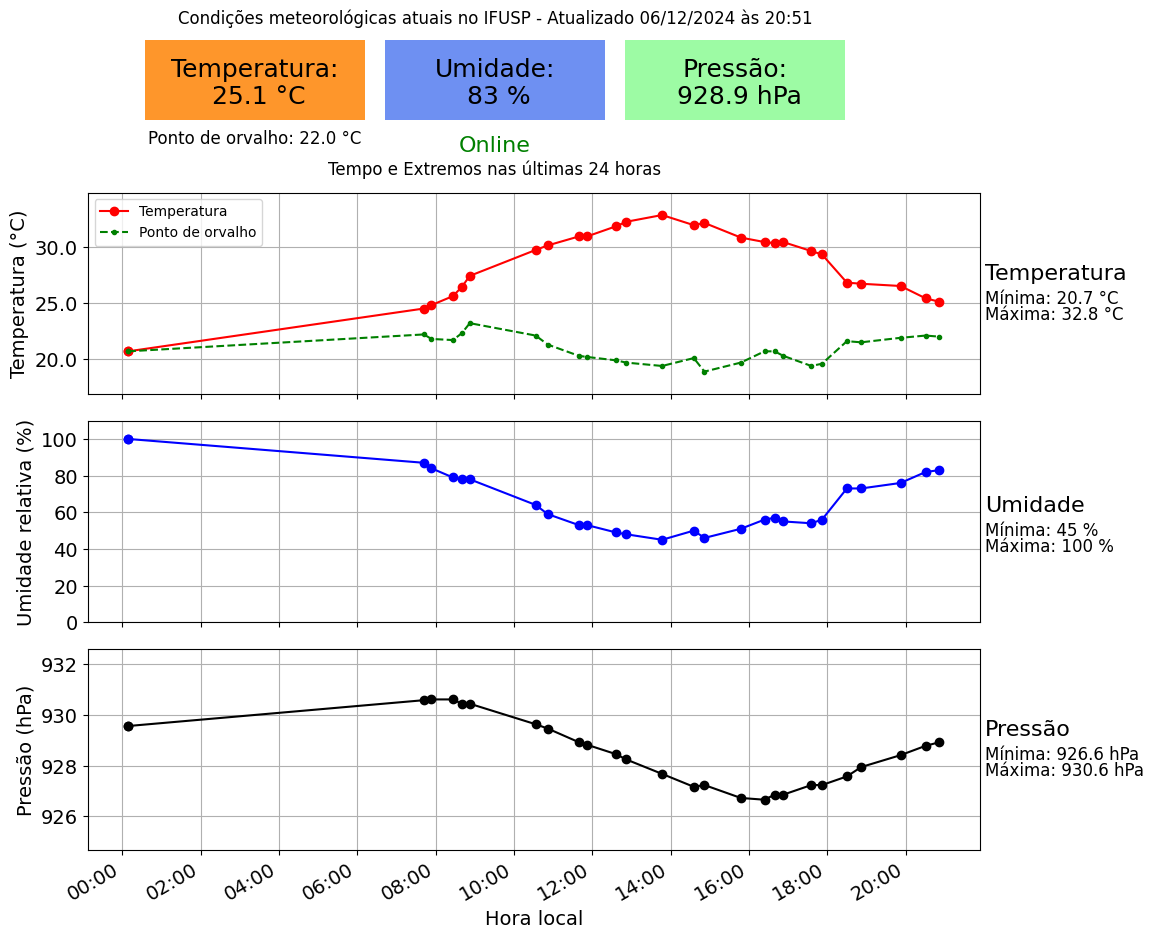 Condições meteorológicas atuais no IFUSP - Atualizado 06/12/2024 às 20:51
Temperatura:
25.1 °C
Umidade:
83 %
Pressão:
928.9 hPa
Ponto de orvalho: 22.0 °C
Online
Tempo e Extremos nas últimas 24 horas
Temperatura
Ponto de orvalho
Temperatura (°C)
30.0
25.0
20.0
Temperatura
Mínima: 20.7 °C
Máxima: 32.8 °C
Umidade relativa (%)
100
80
60
40
20
0
Umidade
Mínima: 45 %
Máxima: 100 %
Pressão (hPa)
932
930
928
926
Pressão
Mínima: 926.6 hPa
Máxima: 930.6 hPa
00:00 02:00 04:00 06:00 08:00 10:00 12:00 14:00 16:00 18:00 20:00
Hora local